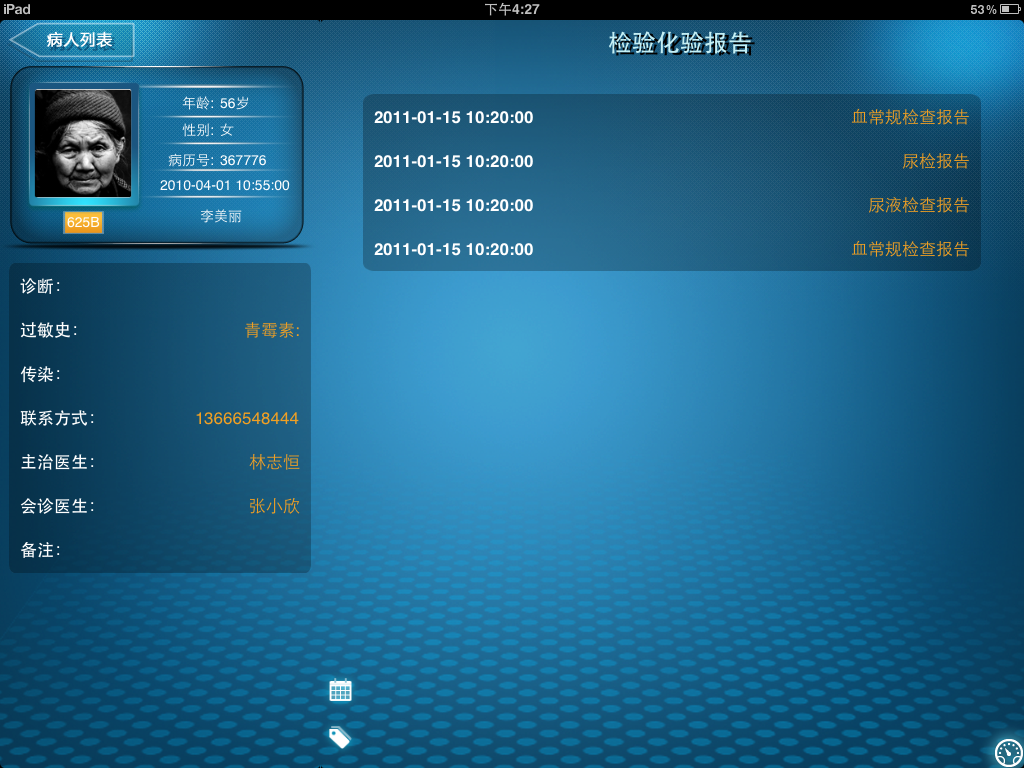 iPad 下午4:27 53%
病人列表
检验化验报告
年龄: 56岁
性别: 女
病历号: 367776
2010-04-01 10:55:00
李美丽
625B
诊断:
过敏史: 青霉素:
传染:
联系方式: 13666548444
主治医生: 林志恒
会诊医生: 张小欣
备注:
2011-01-15 10:20:00 血常规检查报告
2011-01-15 10:20:00 尿检报告
2011-01-15 10:20:00 尿液检查报告
2011-01-15 10:20:00 血常规检查报告